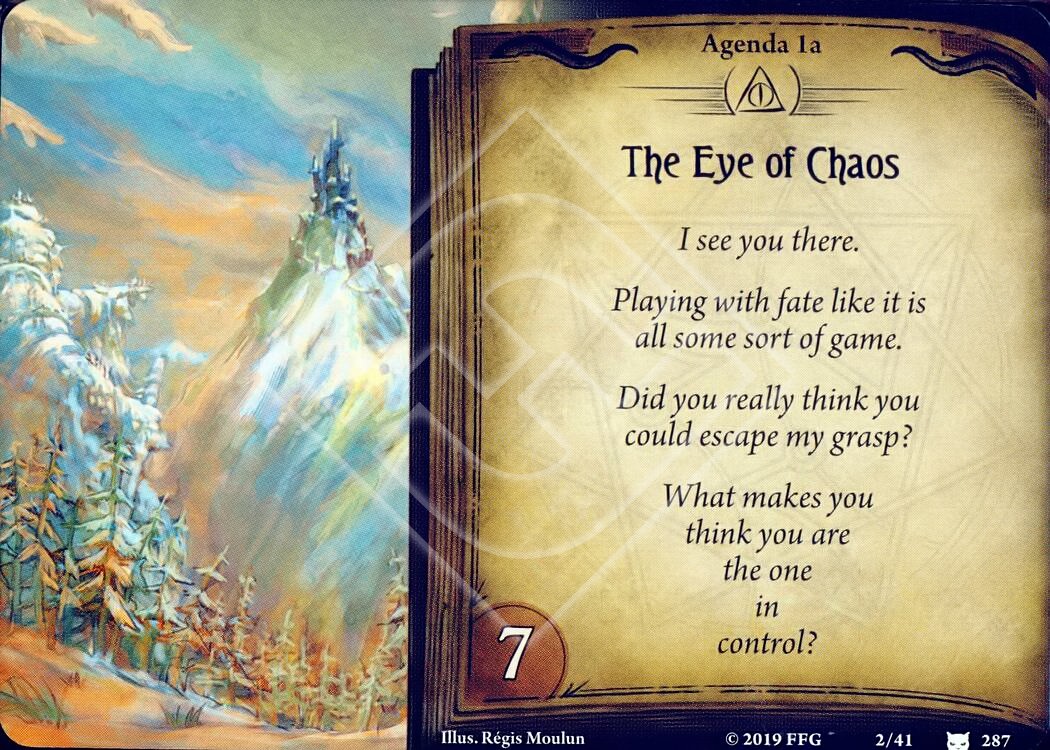 Agenda 1a
The Eye of Chaos
I see you there.
Playing with fate like it is
all some sort of game.
Did you really think you
could escape my grasp?
What makes you
think you are
the one
in
control?
7
Illus. Régis Moulun
© 2019 FFG
2/41
287